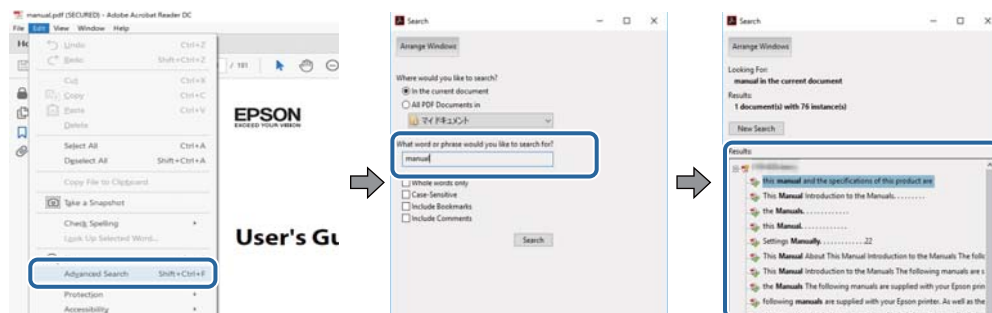 manual.pdf (SECURED) - Adobe Acrobat Reader DC
File Edit View Window Help
Undo Ctrl+Z
Redo Shift+Ctrl+Z
Cut Ctrl+X
Copy Ctrl+C
Paste Ctrl+V
Delete
Select All Ctrl+A
Deselect All Shift+Ctrl+A
Copy File to Clipboard
Take a Snapshot
Check Spelling
Look Up Selected Word...
Advanced Search Shift+Ctrl+F
Protection
Accessibility
/ 181
EPSON
EXCEED YOUR VISION
User's Gu
Search
Arrange Windows
Where would you like to search?
In the current document
All PDF Documents in
マイ ドキュメント
What word or phrase would you like to search for?
manual
Whole words only
Case-Sensitive
Include Bookmarks
Include Comments
Search
Search
Arrange Windows
Looking For:
manual in the current document
Results:
1 document(s) with 76 instance(s)
New Search
Results:
this manual and the specifications of this product are
This Manual Introduction to the Manuals.........
the Manuals.............
this Manual.............
Settings Manually.............22
This Manual About This Manual Introduction to the Manuals The follo
This Manual Introduction to the Manuals The following manuals are s
the Manuals The following manuals are supplied with your Epson prin
following manuals are supplied with your Epson printer. As well as the